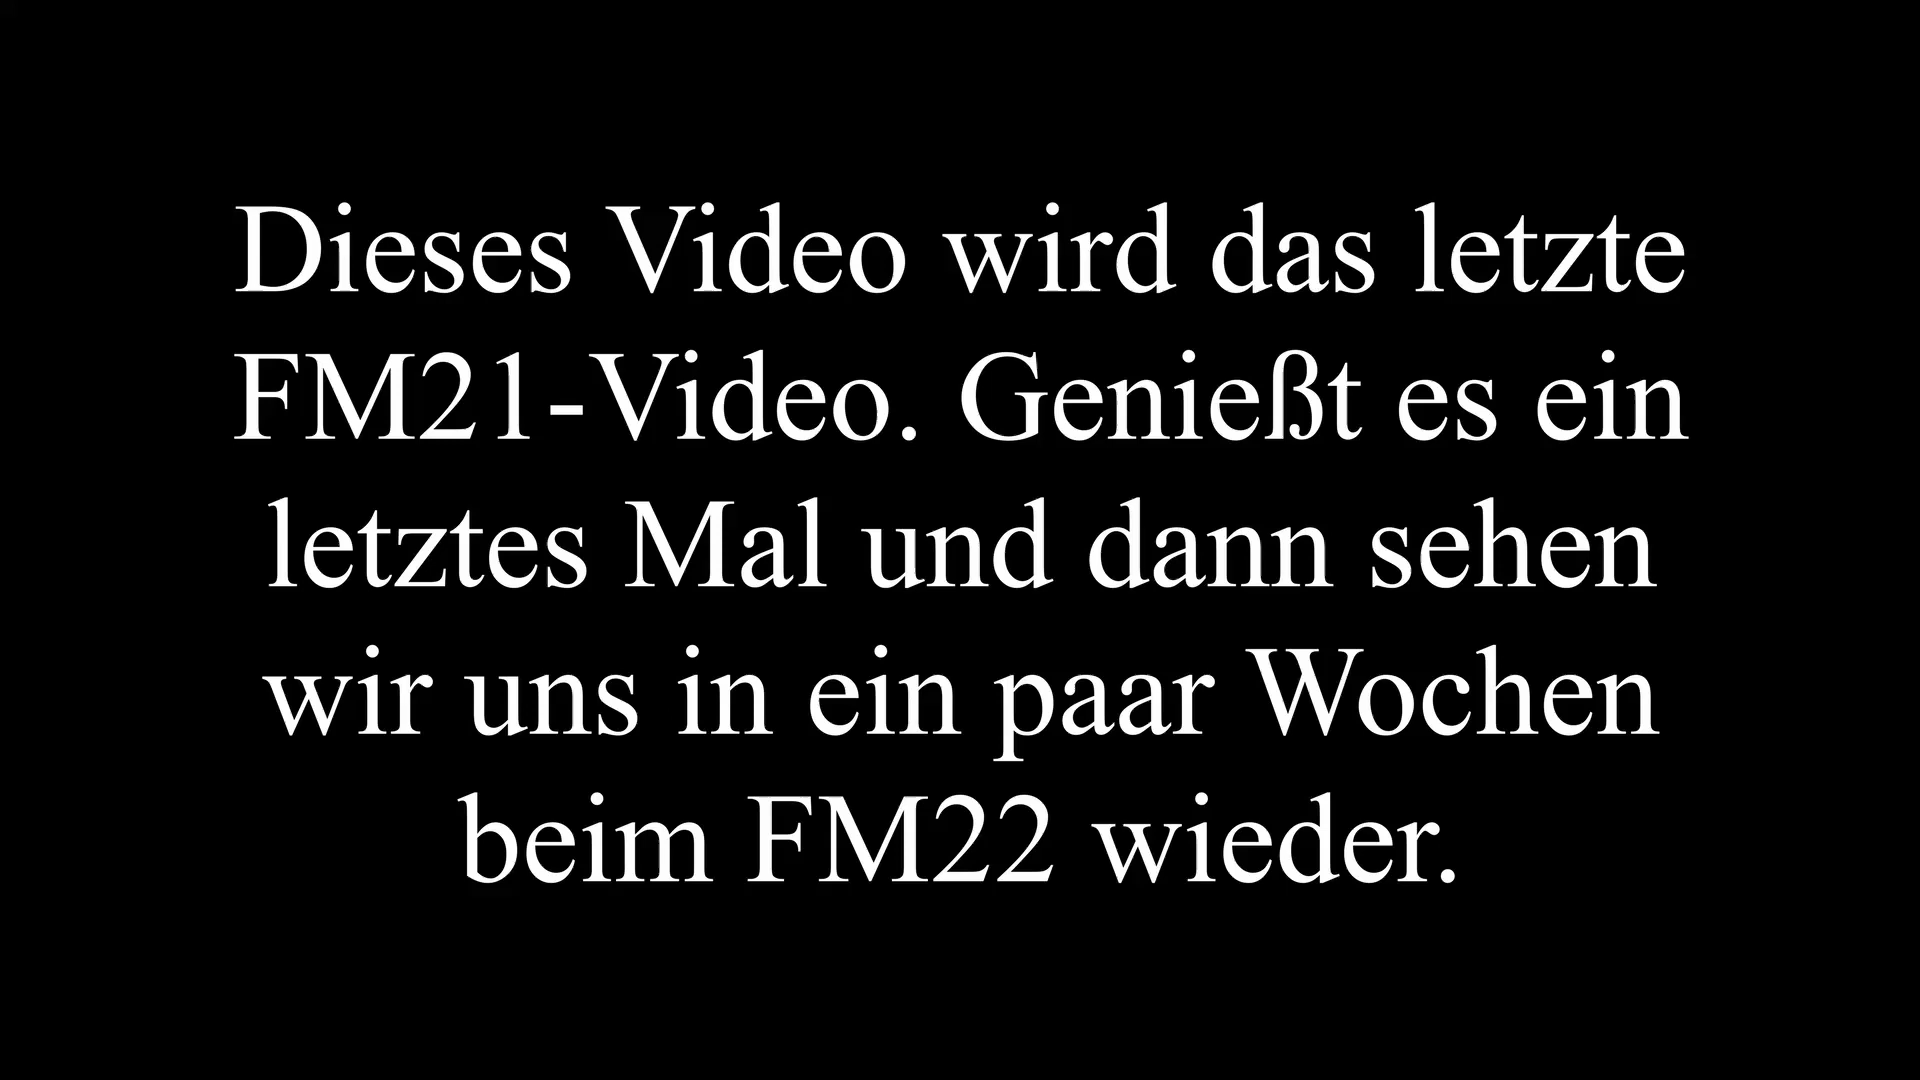 Dieses Video wird das letzte
FM21-Video. Genießt es ein
letztes Mal und dann sehen
wir uns in ein paar Wochen
beim FM22 wieder.